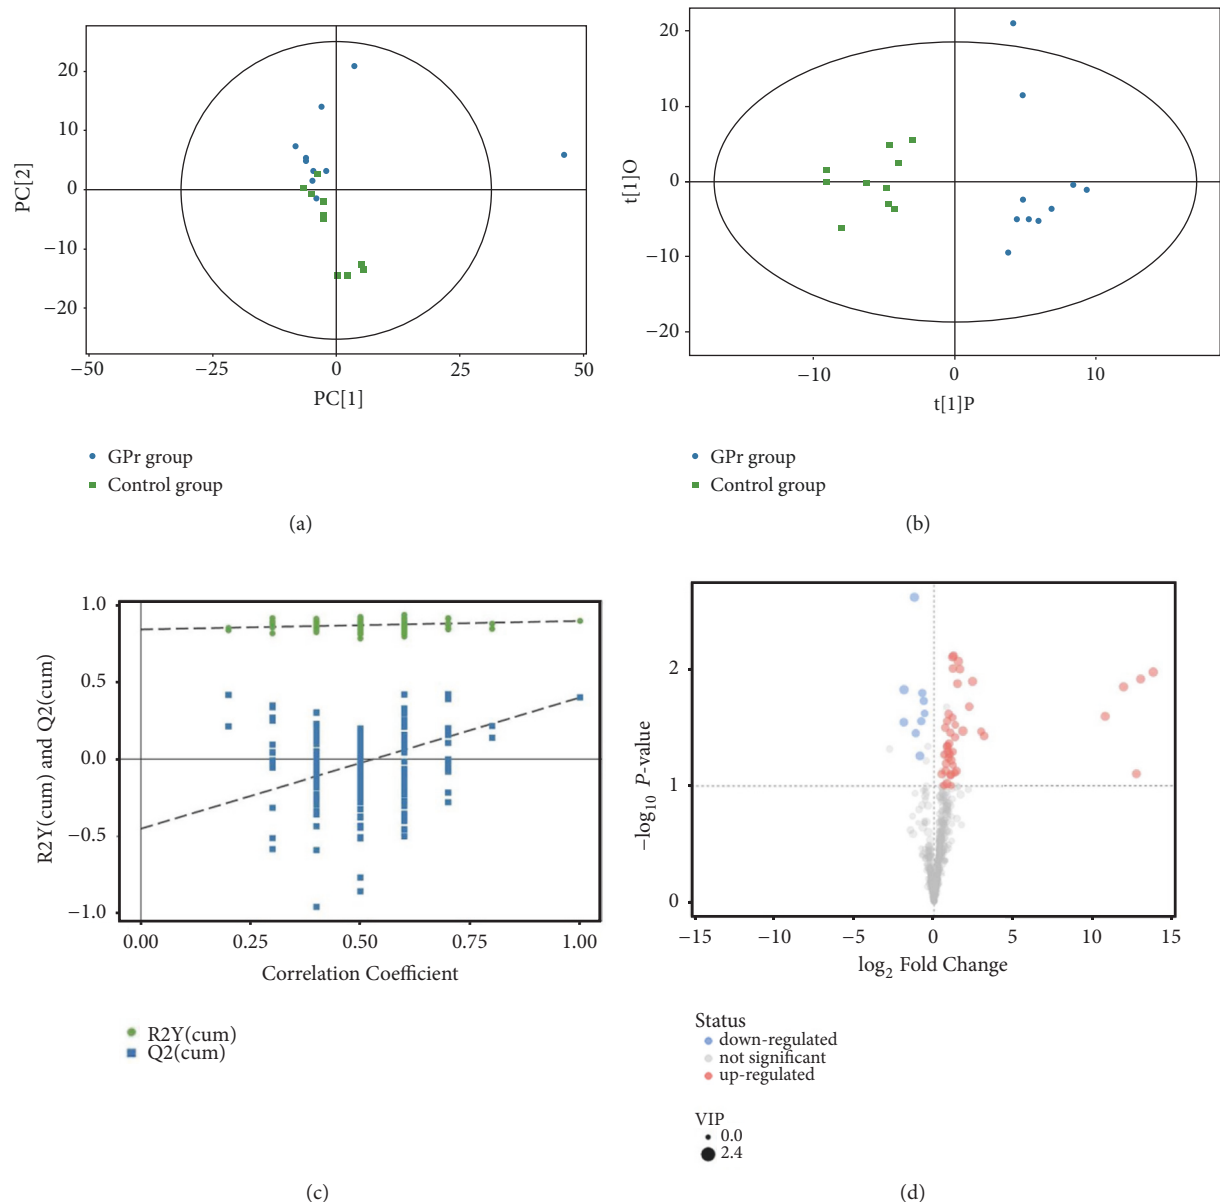 20
10
0
−10
−20
PC[2]
−50
−25
0
25
50
PC[1]
GPr group
Control group
(a)
20
10
0
−10
−20
t[1]O
−10
0
10
t[1]P
GPr group
Control group
(b)
1.0
0.5
0.0
−0.5
−1.0
R2Y(cum) and Q2(cum)
0.00
0.25
0.50
0.75
1.00
Correlation Coefficient
R2Y(cum)
Q2(cum)
(c)
2
1
0
−log10 P-value
−15
−10
−5
0
5
10
15
log2 Fold Change
Status
down-regulated
not significant
up-regulated
VIP
0.0
2.4
(d)